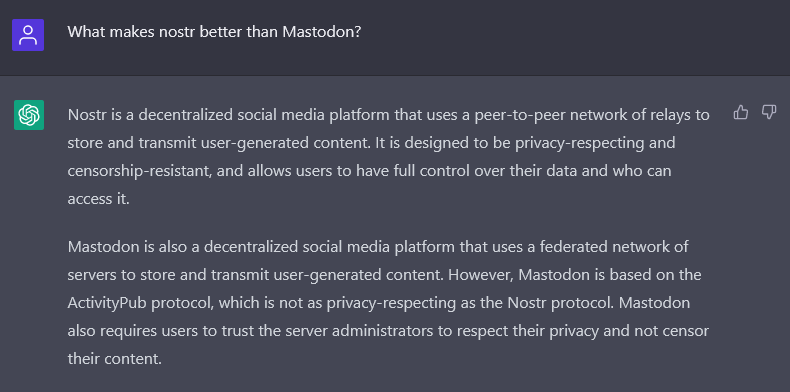 What makes nostr better than Mastodon?
Nostr is a decentralized social media platform that uses a peer-to-peer network of relays to
store and transmit user-generated content. It is designed to be privacy-respecting and
censorship-resistant, and allows users to have full control over their data and who can
access it.
Mastodon is also a decentralized social media platform that uses a federated network of
servers to store and transmit user-generated content. However, Mastodon is based on the
ActivityPub protocol, which is not as privacy-respecting as the Nostr protocol. Mastodon
also requires users to trust the server administrators to respect their privacy and not censor
their content.